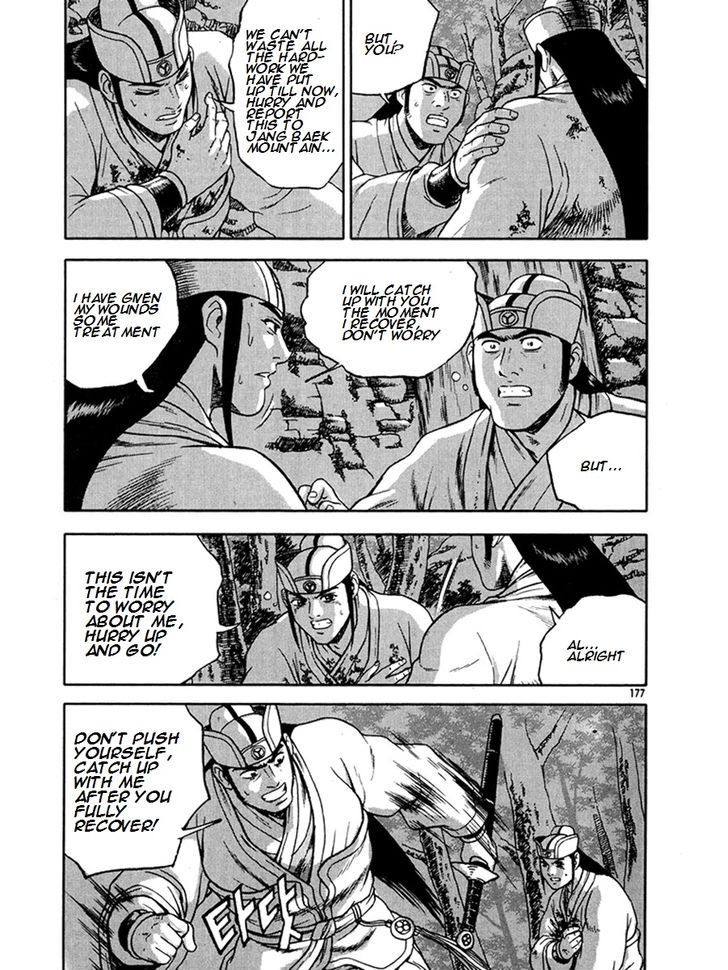 WE CAN'T
WASTE ALL
THE HARD-
WORK WE
HAVE PUT
UP TILL NOW,
HURRY AND
REPORT
THIS TO
JANG BAEK
MOUNTAIN...
BUT,
YOU?
I HAVE GIVEN
MY WOUNDS
SOME
TREATMENT
I WILL CATCH
UP WITH YOU
THE MOMENT
I RECOVER,
DON'T WORRY
BUT...
THIS ISN'T
THE TIME
TO WORRY
ABOUT ME,
HURRY UP
AND GO!
AL...
ALRIGHT
177
DON'T PUSH
YOURSELF,
CATCH UP
WITH ME
AFTER YOU
FULLY
RECOVER!
타탓